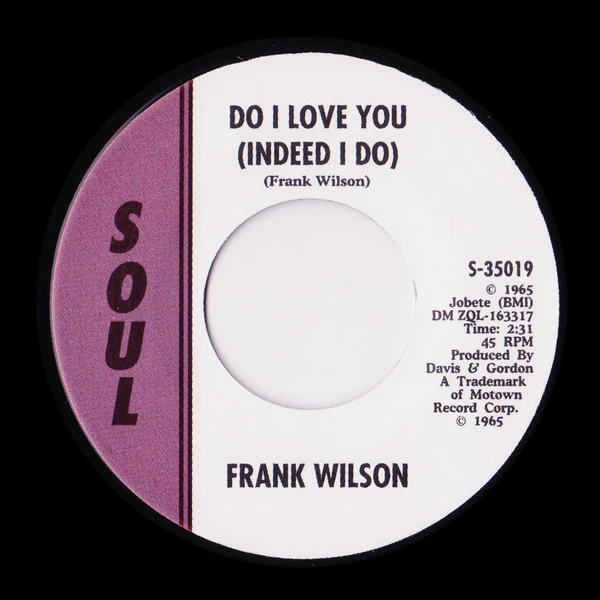 DO I LOVE YOU
(INDEED I DO)
(Frank Wilson)
SOUL
S-35019
© 1965
Jobete (BMI)
DM ZQL-163317
Time: 2:31
45 RPM
Produced By
Davis & Gordon
A Trademark
of Motown
Record Corp.
© 1965
FRANK WILSON